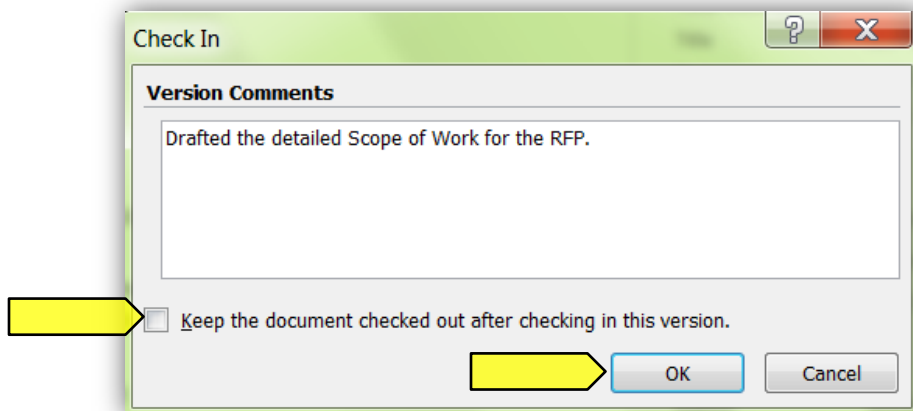 Check In
?
X
Version Comments
Drafted the detailed Scope of Work for the RFP.
Keep the document checked out after checking in this version.
OK Cancel